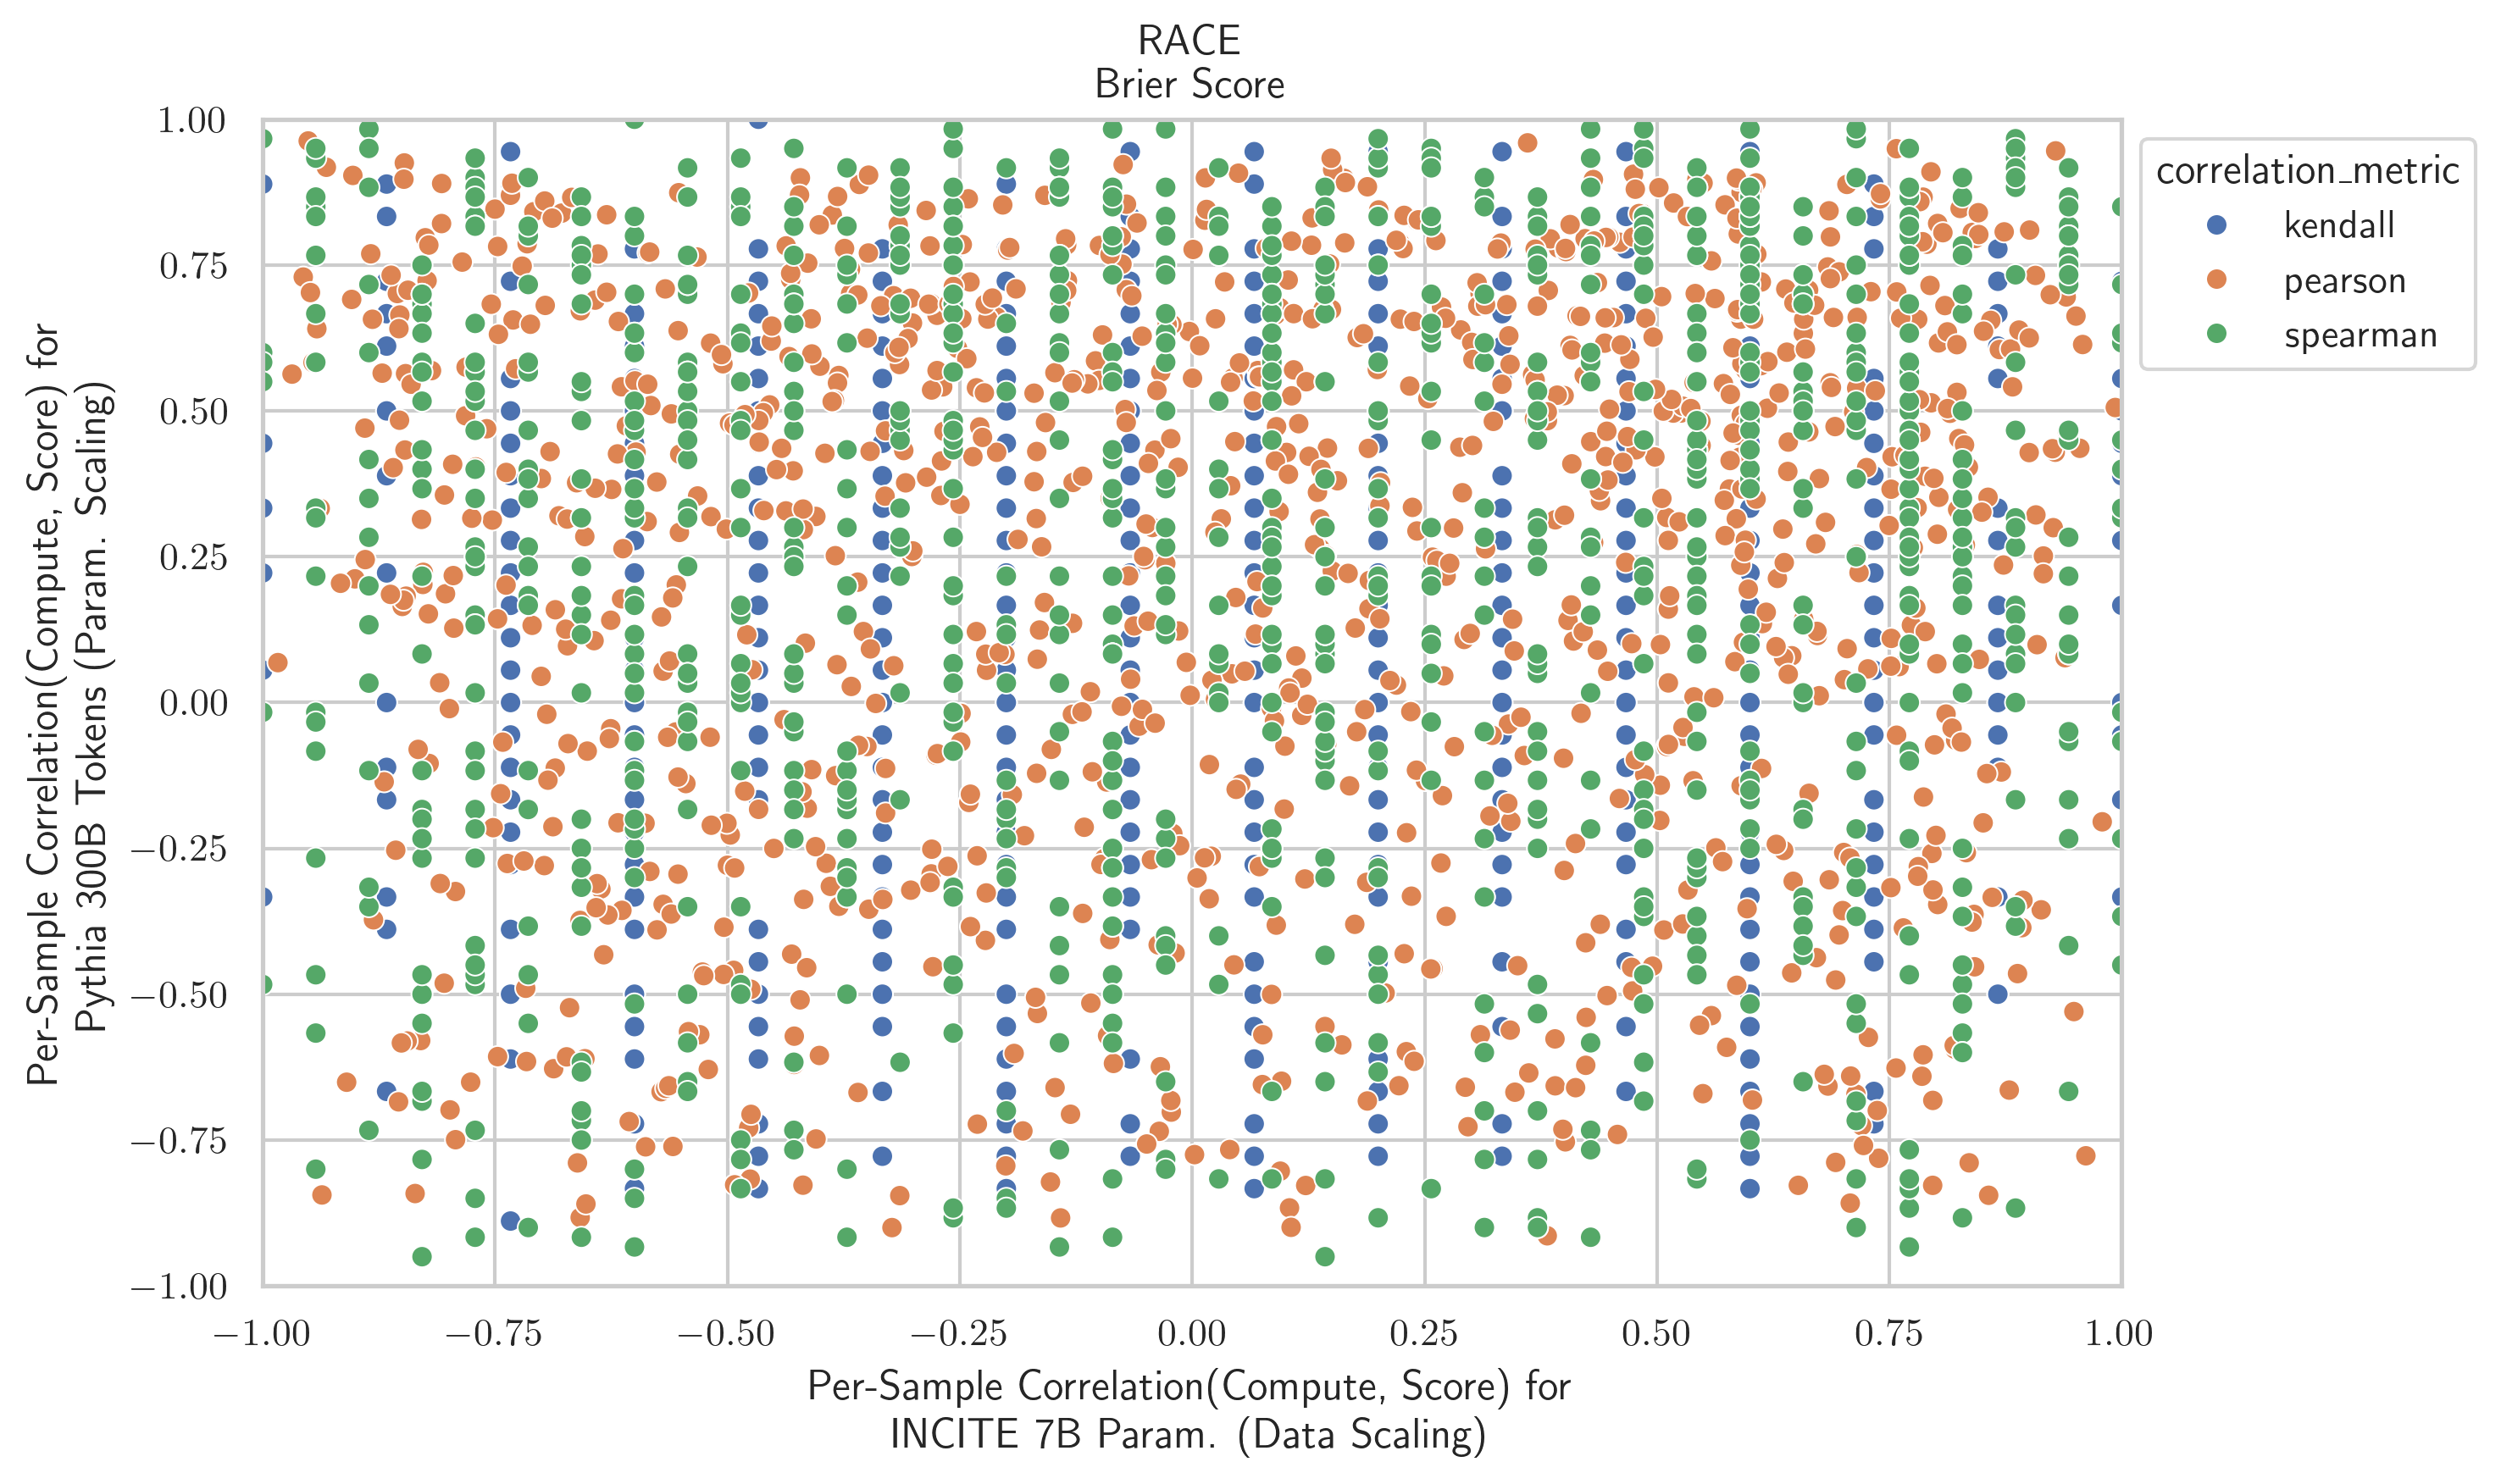 RACE
Brier Score
correlation_metric
kendall
pearson
spearman
Per-Sample Correlation(Compute, Score) for
Pythia 300B Tokens (Param. Scaling)
1.00
0.75
0.50
0.25
0.00
−0.25
−0.50
−0.75
−1.00
−1.00 −0.75 −0.50 −0.25 0.00 0.25 0.50 0.75 1.00
Per-Sample Correlation(Compute, Score) for
INCITE 7B Param. (Data Scaling)